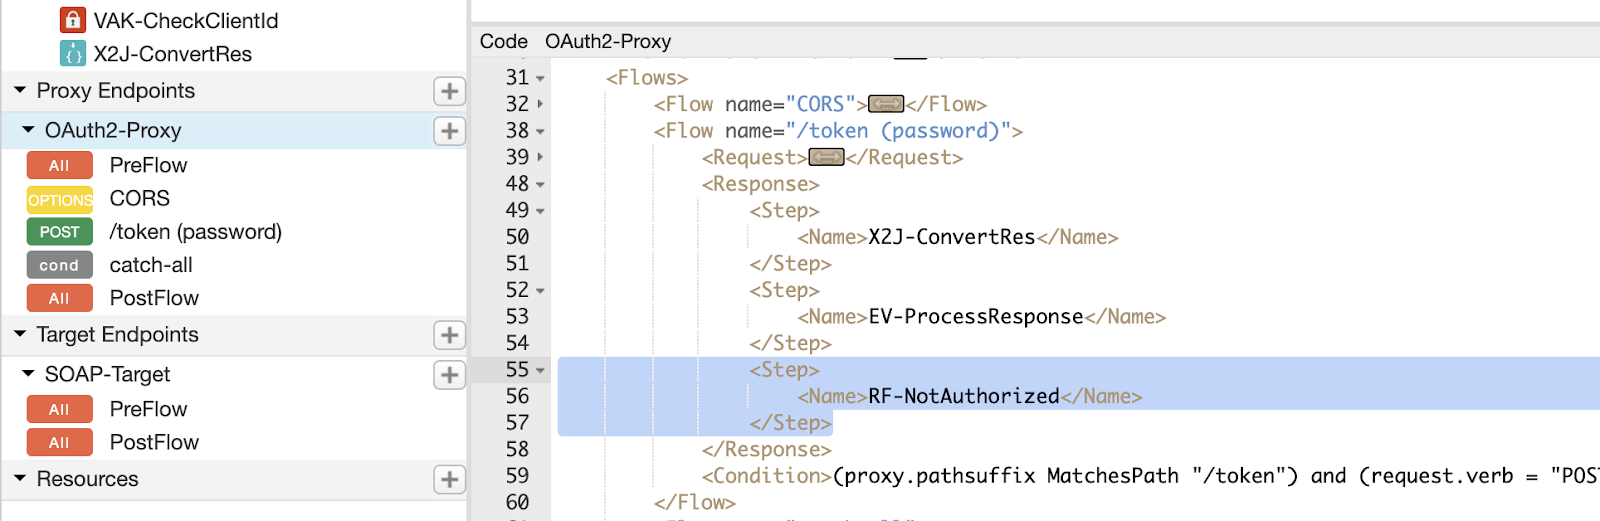 VAK-CheckClientId
X2J-ConvertRes
Proxy Endpoints
OAuth2-Proxy
All PreFlow
OPTIONS CORS
POST /token (password)
cond catch-all
All PostFlow
Target Endpoints
SOAP-Target
All PreFlow
All PostFlow
Resources
Code OAuth2-Proxy
31 <Flows>
32 <Flow name="CORS"></Flow>
38 <Flow name="/token (password)">
39 <Request></Request>
48 <Response>
49 <Step>
50 <Name>X2J-ConvertRes</Name>
51 </Step>
52 <Step>
53 <Name>EV-ProcessResponse</Name>
54 </Step>
55 <Step>
56 <Name>RF-NotAuthorized</Name>
57 </Step>
58 </Response>
59 <Condition>(proxy.pathsuffix MatchesPath "/token") and (request.verb = "POS
60 </Flow>